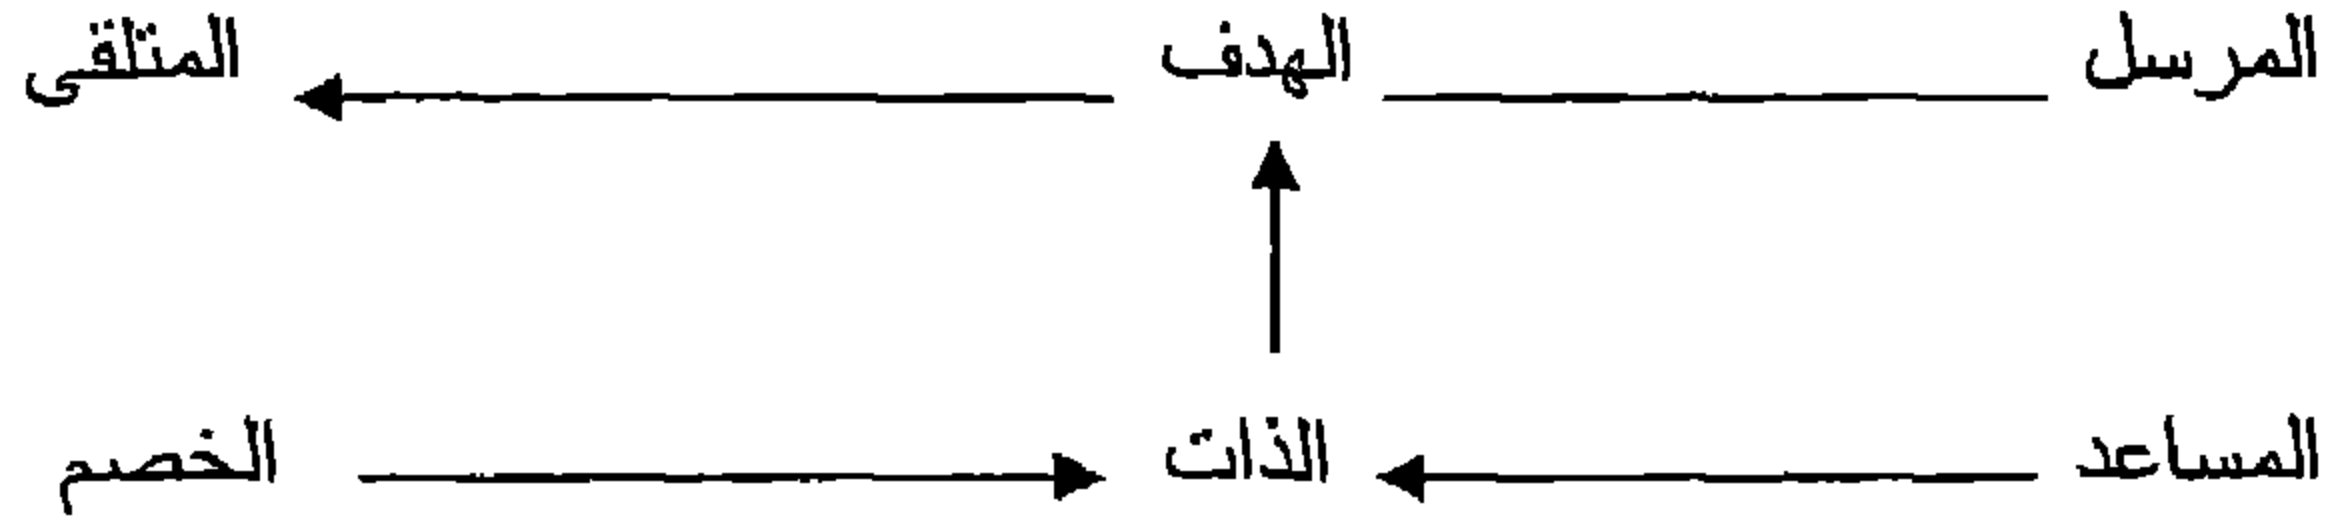 المرسل الهدف المتلقى
المساعد الذات الخصم